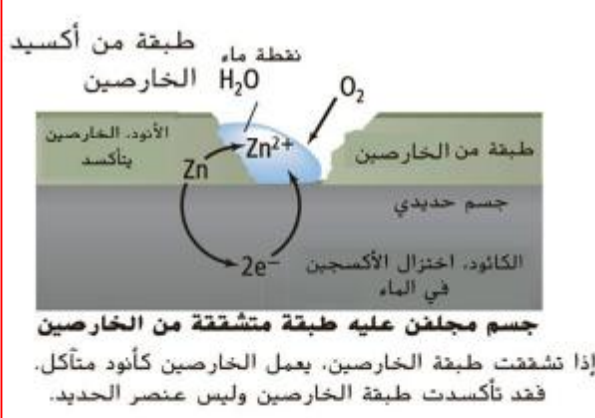 طبقة من أكسيد
الخارصين
نقطة ماء
H₂O
O₂
الأنود، الخارصين
يتأكسد
Zn
Zn²⁺
طبقة من الخارصين
جسم حديدي
2e⁻
الكاثود، اختزال الأكسجين
في الماء
جسم مجلفن عليه طبقة متشققة من الخارصين
إذا تشققت طبقة الخارصين، يعمل الخارصين كأنود متآكل.
فقد تأكسدت طبقة الخارصين وليس عنصر الحديد.